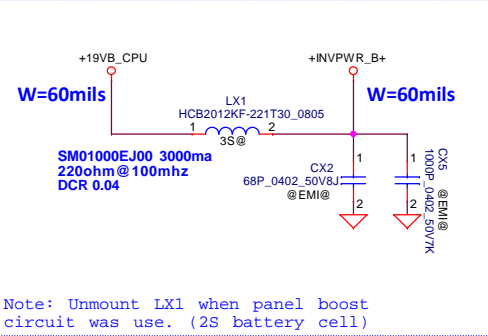 +19VB_CPU
+INVPWR_B+
W=60mils
W=60mils
LX1
HCB2012KF-221T30_0805
1
2
3S@
SM01000EJ00 3000ma
220ohm@100mhz
DCR 0.04
CX2
68P_0402_50V8J
@EMI@
1
2
CX5
1000P_0402_50V7K
@EMI@
1
2
Note: Unmount LX1 when panel boost
circuit was use. (2S battery cell)